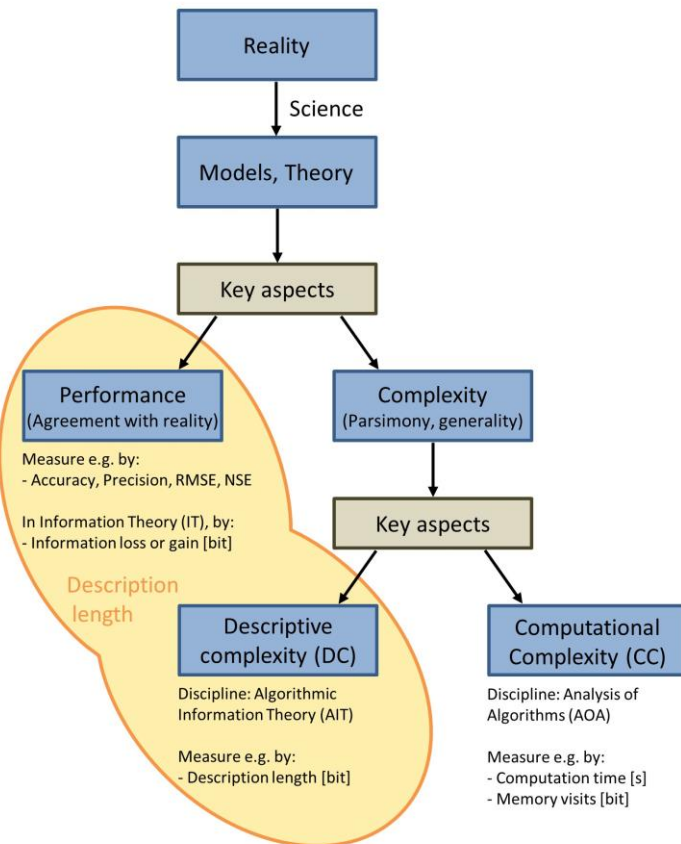 Reality
Science
Models, Theory
Key aspects
Performance
(Agreement with reality)
Measure e.g. by:
- Accuracy, Precision, RMSE, NSE
In Information Theory (IT), by:
- Information loss or gain [bit]
Complexity
(Parsimony, generality)
Key aspects
Description
length
Descriptive
complexity (DC)
Discipline: Algorithmic
Information Theory (AIT)
Measure e.g. by:
- Description length [bit]
Computational
Complexity (CC)
Discipline: Analysis of
Algorithms (AOA)
Measure e.g. by:
- Computation time [s]
- Memory visits [bit]